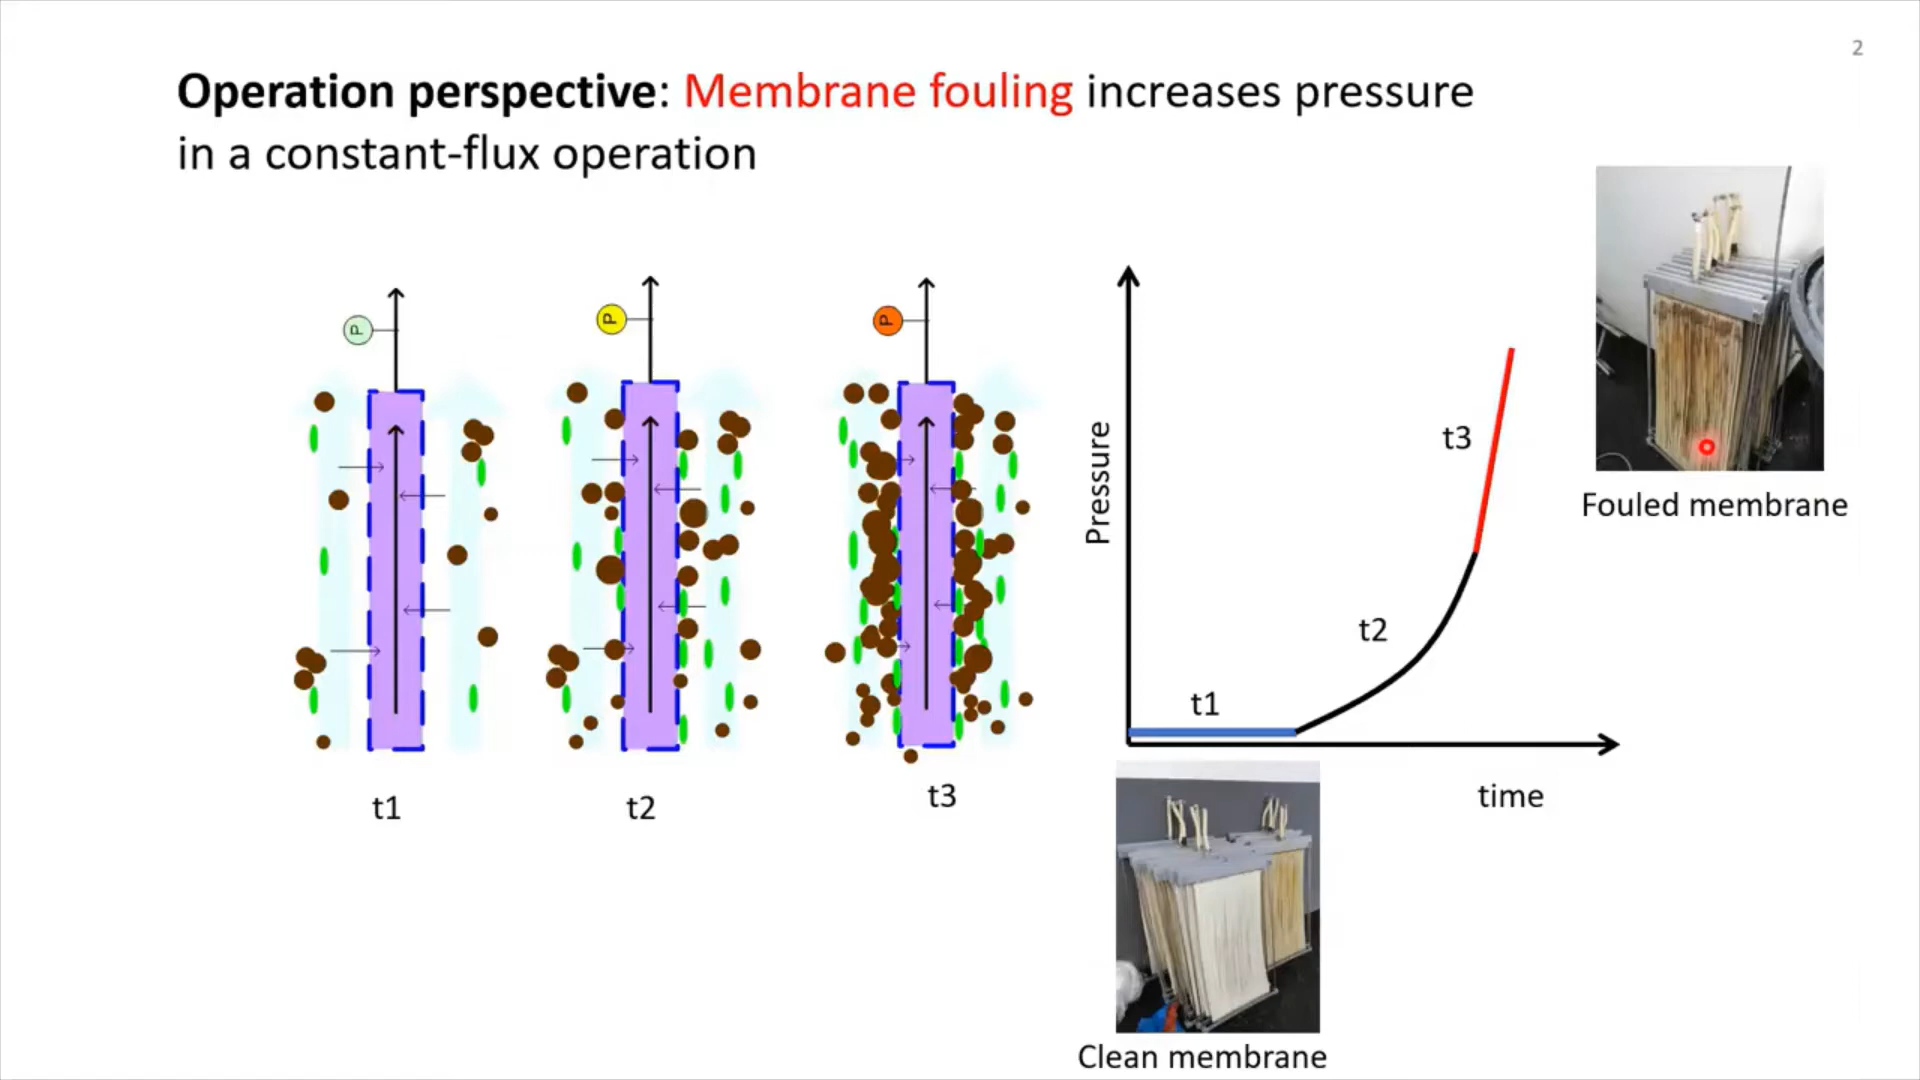 2
Operation perspective: Membrane fouling increases pressure
in a constant-flux operation
P
P
P
t1
t2
t3
Pressure
t1
t2
t3
time
Fouled membrane
Clean membrane